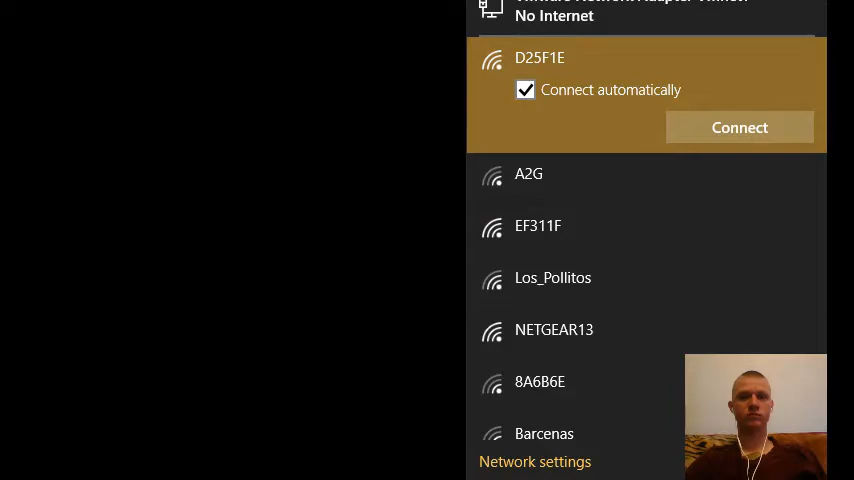 No Internet
D25F1E
Connect automatically
Connect
A2G
EF311F
Los_Pollitos
NETGEAR13
8A6B6E
Barcenas
Network settings